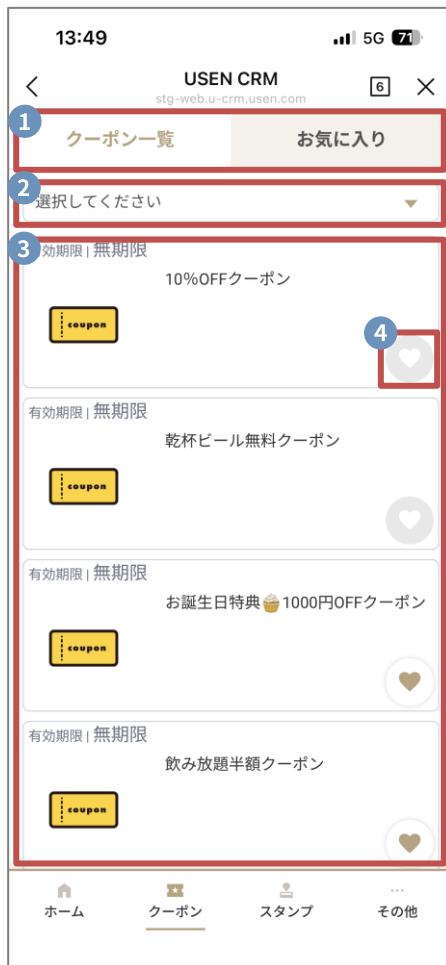 13:49
5G 71
USEN CRM
6
stg-web.u-crm.usen.com
1
クーポン一覧
お気に入り
2
選択してください
3
有効期限 | 無期限
10%OFFクーポン
coupon
4
有効期限 | 無期限
乾杯ビール無料クーポン
coupon
有効期限 | 無期限
お誕生日特典🧁1000円OFFクーポン
coupon
有効期限 | 無期限
飲み放題半額クーポン
coupon
ホーム
クーポン
スタンプ
その他